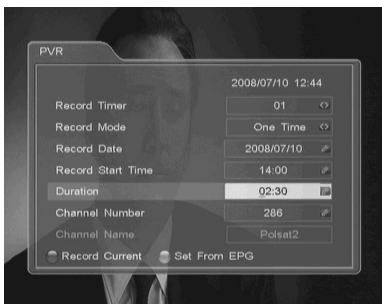 PVR
2008/07/10 12:44
Record Timer 01
Record Mode One Time
Record Date 2008/07/10
Record Start Time 14:00
Duration 02:30
Channel Number 286
Channel Name Polsat2
Record Current Set From EPG